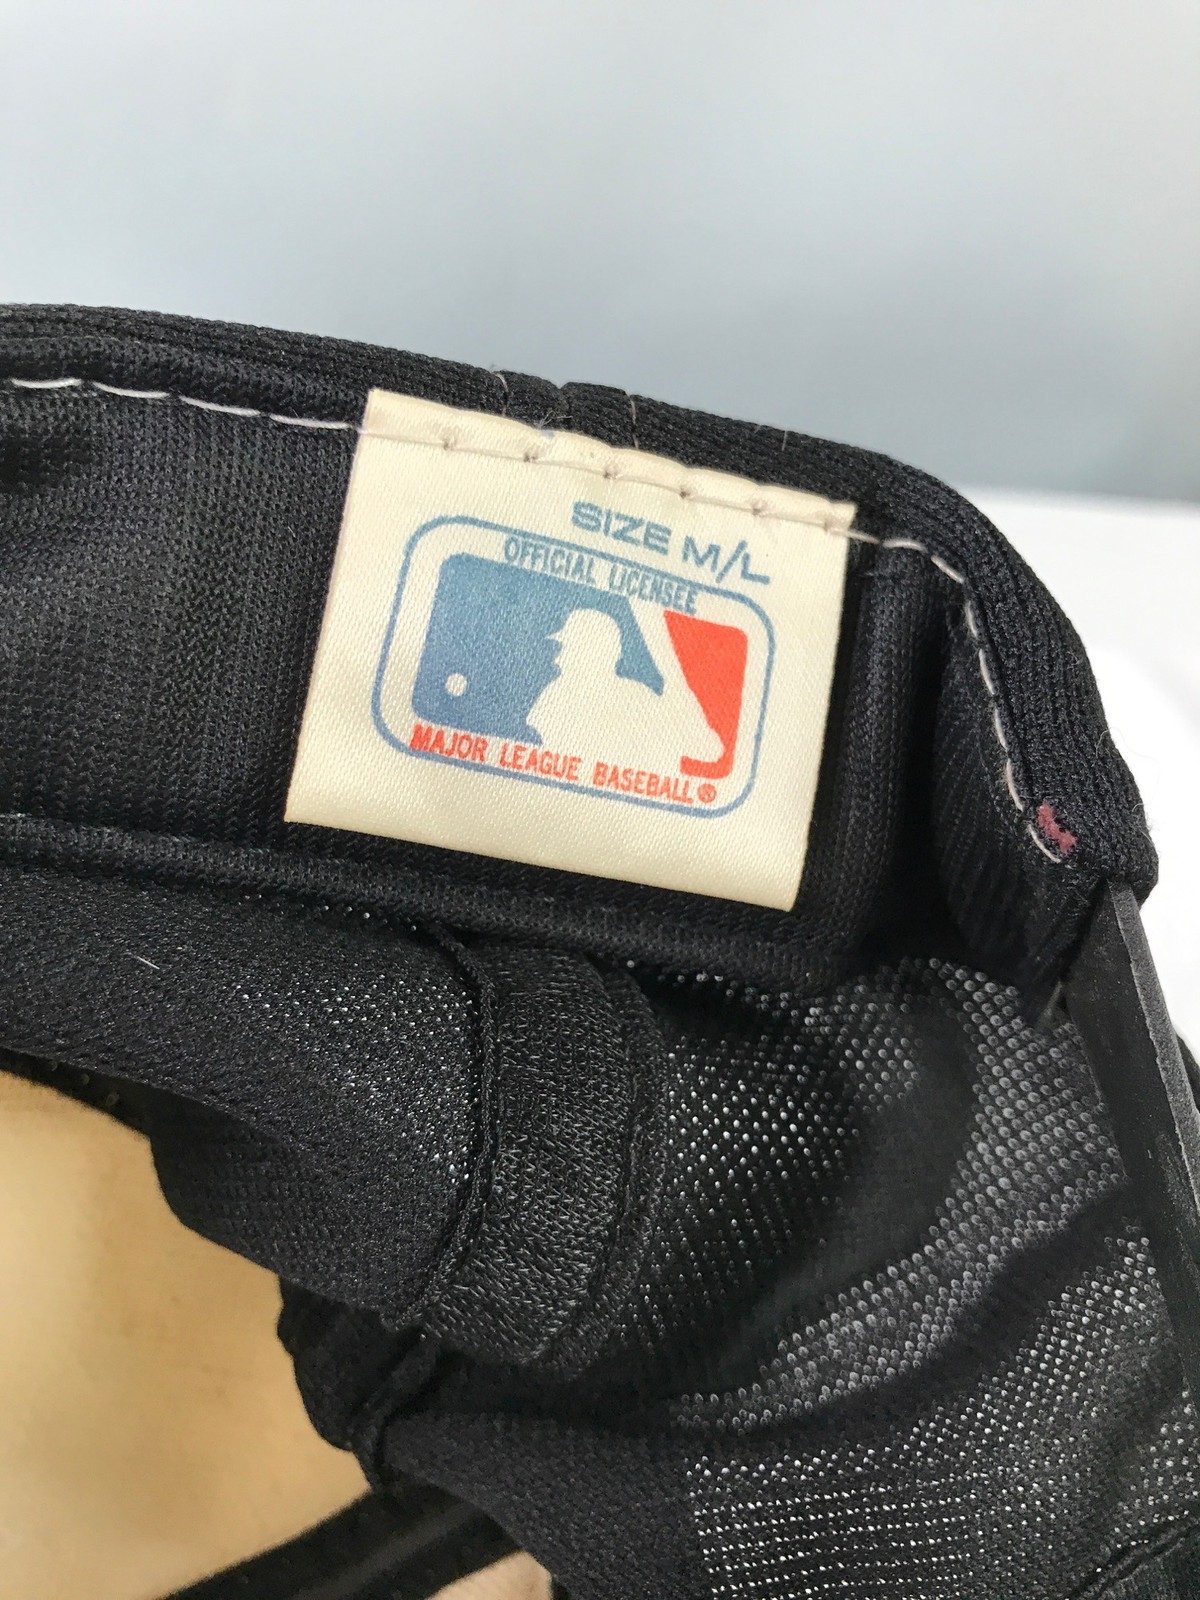 SIZE M/L
OFFICIAL LICENSEE
MAJOR LEAGUE BASEBALL®